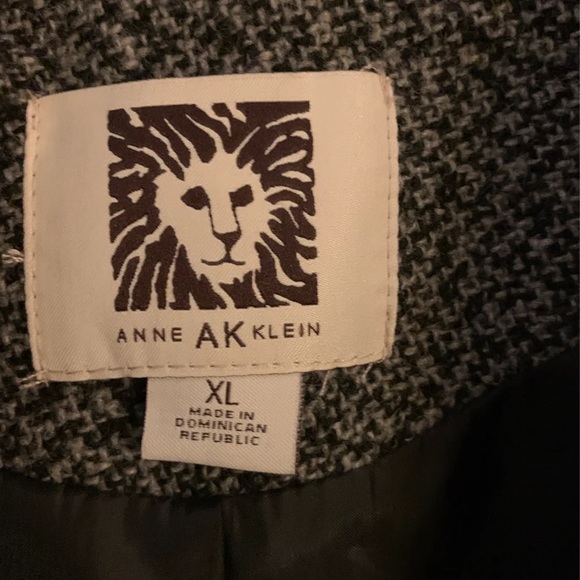 ANNE AK KLEIN
XL
MADE IN
DOMINICAN
REPUBLIC